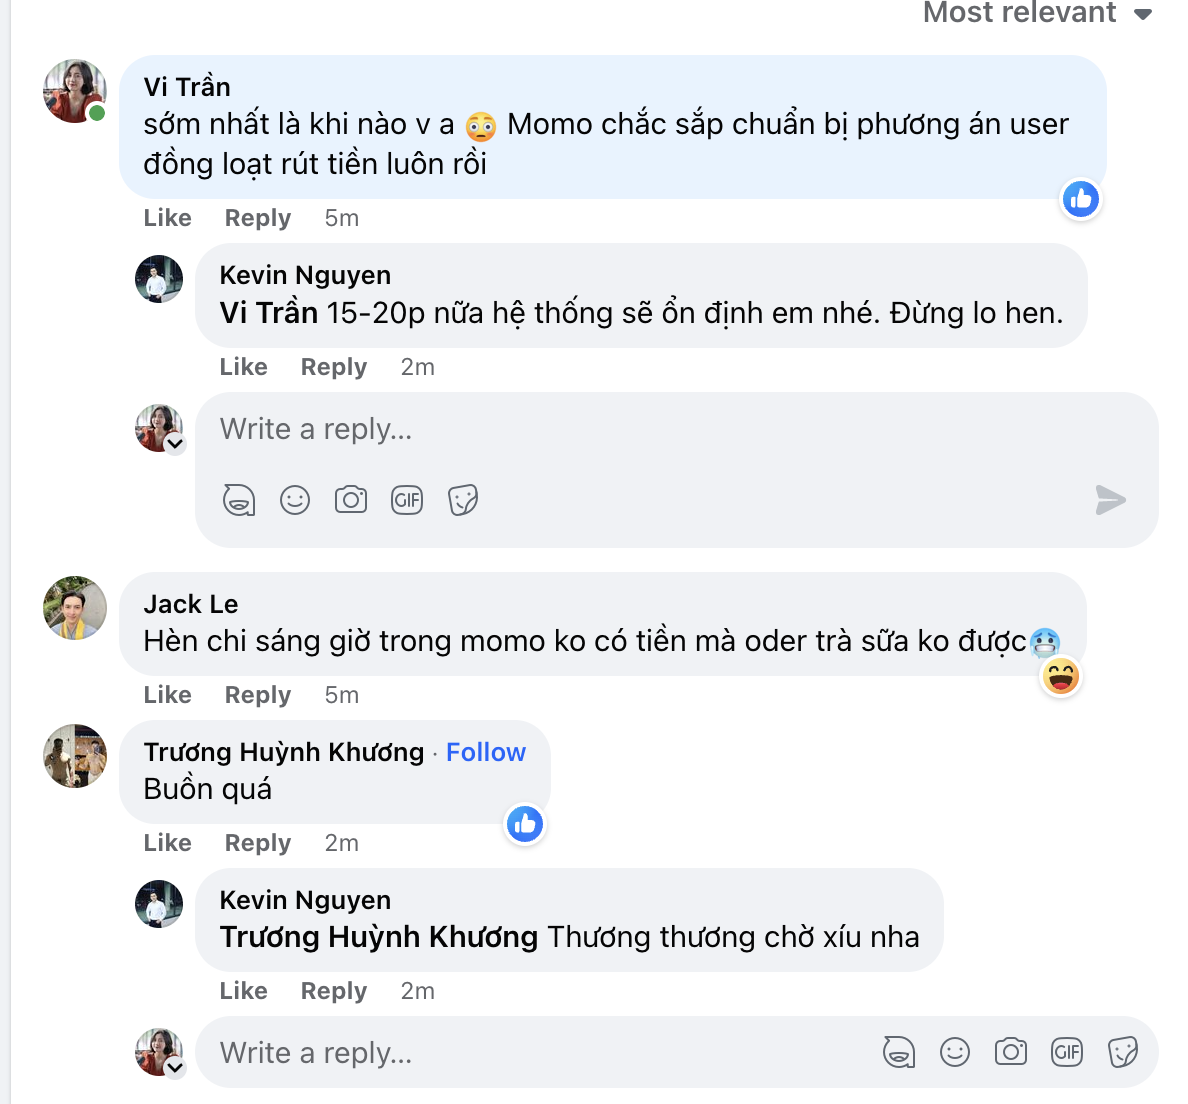 Most relevant
Vi Trần
sớm nhất là khi nào v a 😳 Momo chắc sắp chuẩn bị phương án user
đồng loạt rút tiền luôn rồi
Like Reply 5m
Kevin Nguyen
Vi Trần 15-20p nữa hệ thống sẽ ổn định em nhé. Đừng lo hen.
Like Reply 2m
Write a reply...
GIF
Jack Le
Hèn chi sáng giờ trong momo ko có tiền mà oder trà sữa ko được🥶
Like Reply 5m
Trương Huỳnh Khương · Follow
Buồn quá
Like Reply 2m
Kevin Nguyen
Trương Huỳnh Khương Thương thương chờ xíu nha
Like Reply 2m
Write a reply... GIF